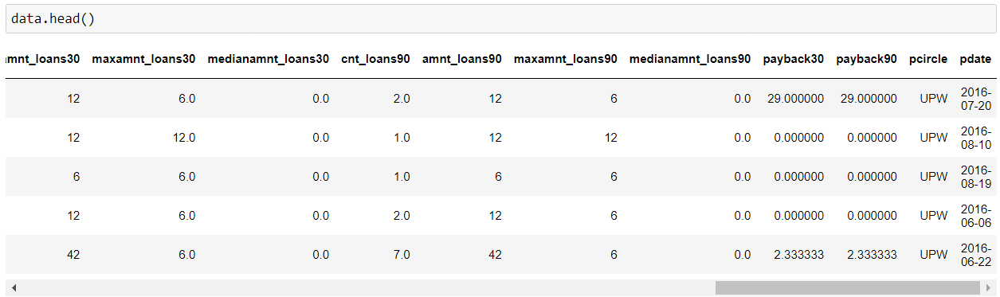 data.head()
mnt_loans30 maxamnt_loans30 medianamnt_loans30 cnt_loans90 amnt_loans90 maxamnt_loans90 medianamnt_loans90 payback30 payback90 pcircle pdate
12 6.0 0.0 2.0 12 6 0.0 29.000000 29.000000 UPW 2016-
07-20
12 12.0 0.0 1.0 12 12 0.0 0.000000 0.000000 UPW 2016-
08-10
6 6.0 0.0 1.0 6 6 0.0 0.000000 0.000000 UPW 2016-
08-19
12 6.0 0.0 2.0 12 6 0.0 0.000000 0.000000 UPW 2016-
06-06
42 6.0 0.0 7.0 42 6 0.0 2.333333 2.333333 UPW 2016-
06-22